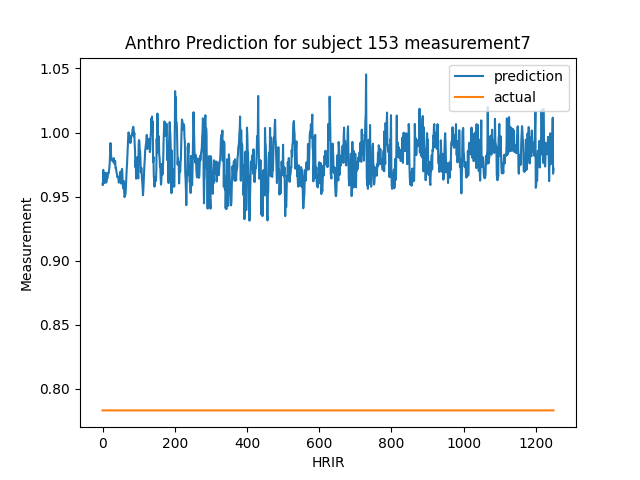 Anthro Prediction for subject 153 measurement7
prediction
actual
1.05
1.00
0.95
0.90
0.85
0.80
Measurement
0
200
400
600
800
1000
1200
HRIR